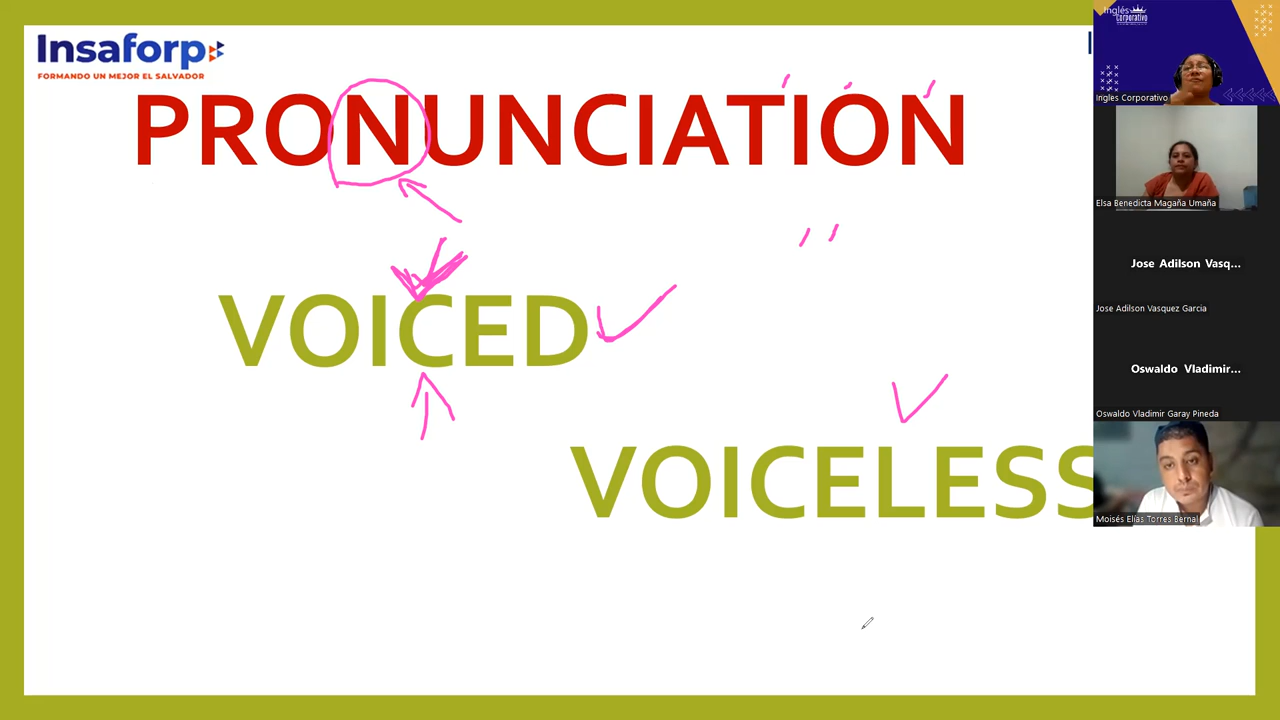 Insaforp
FORMANDO UN MEJOR EL SALVADOR
PRONUNCIATION
VOICED
VOICELESS
Inglés
Corporativo
Ingles Corporativo
Elsa Benedicta Magaña Umaña
Jose Adilson Vasq...
Jose Adilson Vasquez Garcia
Oswaldo Vladimir...
Oswaldo Vladimir Garay Pineda
Moisés Elías Torres Bernal